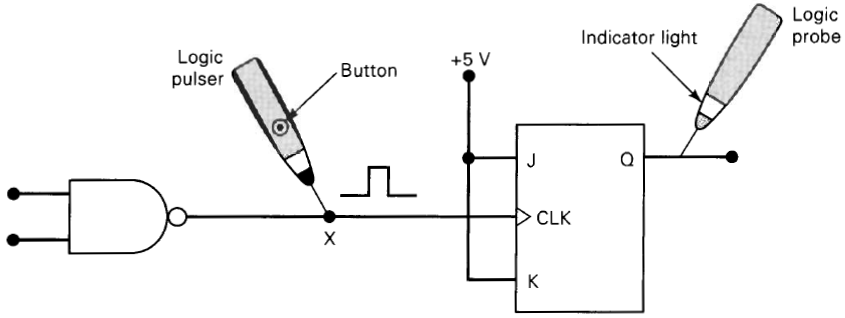 Logic
pulser
Button
+5 V
Indicator light
Logic
probe
J
Q
CLK
X
K